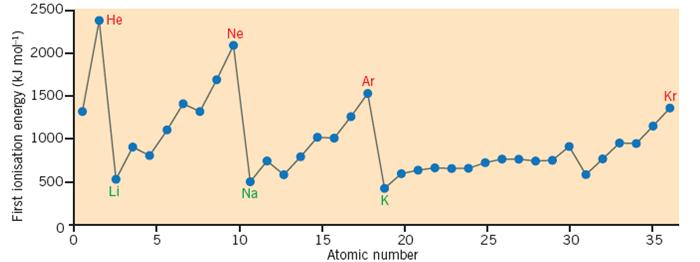 First ionisation energy (kJ mol⁻¹)
2500
2000
1500
1000
500
0
He
Ne
Ar
Kr
Li
Na
K
0 5 10 15 20 25 30 35
Atomic number